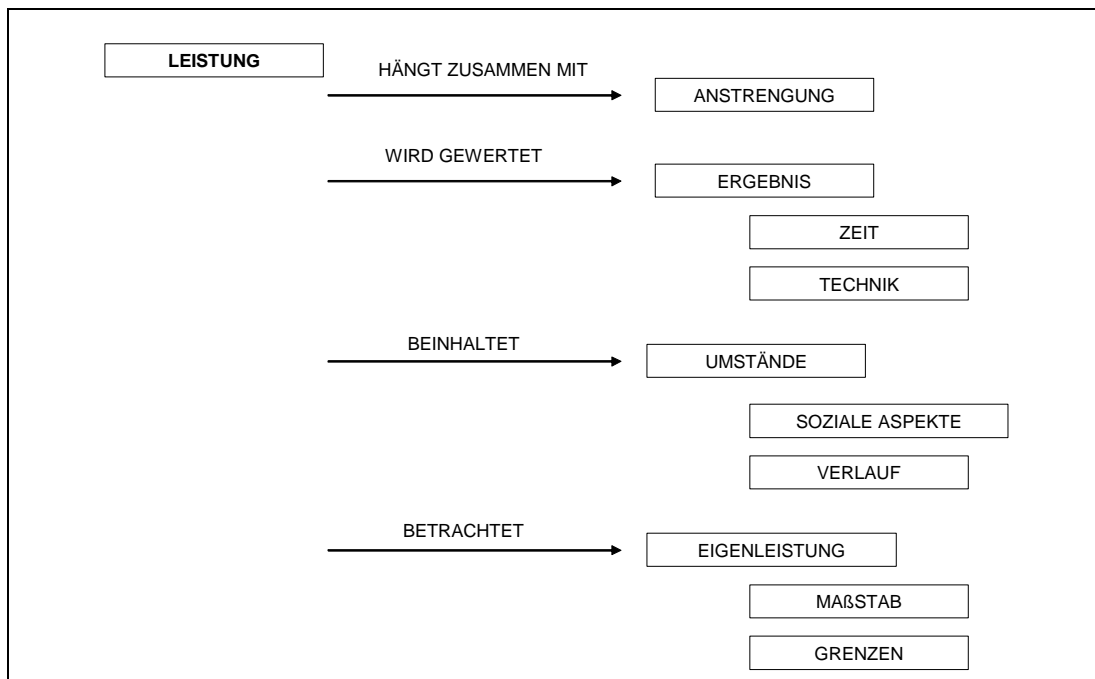 LEISTUNG
HÄNGT ZUSAMMEN MIT
ANSTRENGUNG
WIRD GEWERTET
ERGEBNIS
ZEIT
TECHNIK
BEINHALTET
UMSTÄNDE
SOZIALE ASPEKTE
VERLAUF
BETRACHTET
EIGENLEISTUNG
MAßSTAB
GRENZEN